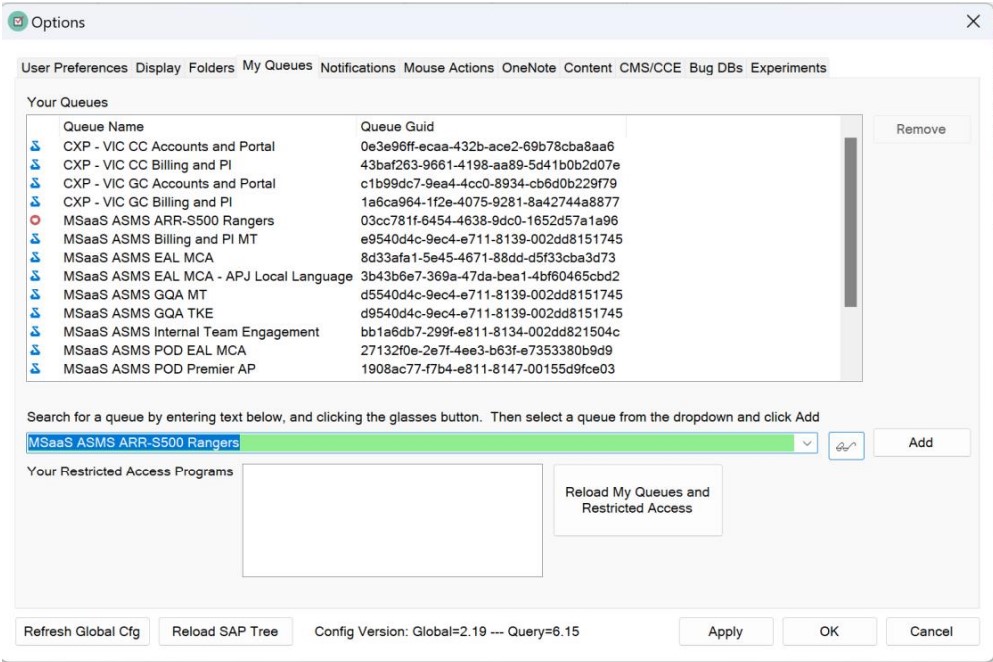 Options
User Preferences Display Folders My Queues Notifications Mouse Actions OneNote Content CMS/CCE Bug DBs Experiments
Your Queues
Queue Name Queue Guid
CXP - VIC CC Accounts and Portal 0e3e96ff-ecaa-432b-ace2-69b78cba8aa6
CXP - VIC CC Billing and PI 43baf263-9661-4198-aa89-5d41b0b2d07e
CXP - VIC GC Accounts and Portal c1b99dc7-9ea4-4cc0-8934-cb6d0b229f79
CXP - VIC GC Billing and PI 1a6ca964-1f2e-4075-9281-8a42744a8877
MSaaS ASMS ARR-S500 Rangers 03cc781f-6454-4638-9dc0-1652d57a1a96
MSaaS ASMS Billing and PI MT e9540d4c-9ec4-e711-8139-002dd8151745
MSaaS ASMS EAL MCA 8d33afa1-5e45-4671-88dd-d5f33cba3d73
MSaaS ASMS EAL MCA - APJ Local Language 3b43b6e7-369a-47da-bea1-4bf60465cbd2
MSaaS ASMS GQA MT d5540d4c-9ec4-e711-8139-002dd8151745
MSaaS ASMS GQA TKE d9540d4c-9ec4-e711-8139-002dd8151745
MSaaS ASMS Internal Team Engagement bb1a6db7-299f-e811-8134-002dd821504c
MSaaS ASMS POD EAL MCA 27132f0e-2e7f-4ee3-b63f-e7353380b9d9
MSaaS ASMS POD Premier AP 1908ac77-f7b4-e811-8147-00155d9fce03
Remove
Search for a queue by entering text below, and clicking the glasses button. Then select a queue from the dropdown and click Add
MSaaS ASMS ARR-S500 Rangers
Add
Your Restricted Access Programs
Reload My Queues and
Restricted Access
Refresh Global Cfg Reload SAP Tree Config Version: Global=2.19 --- Query=6.15 Apply OK Cancel